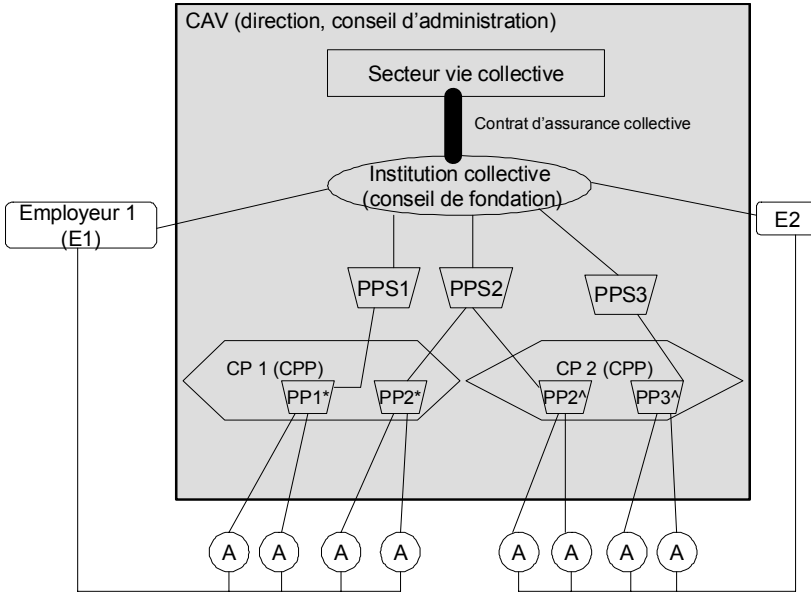 CAV (direction, conseil d'administration)
Secteur vie collective
Contrat d'assurance collective
Institution collective
(conseil de fondation)
Employeur 1
(E1)
E2
PPS1
PPS2
PPS3
CP 1 (CPP)
CP 2 (CPP)
PP1*
PP2*
PP2^
PP3^
A
A
A
A
A
A
A
A